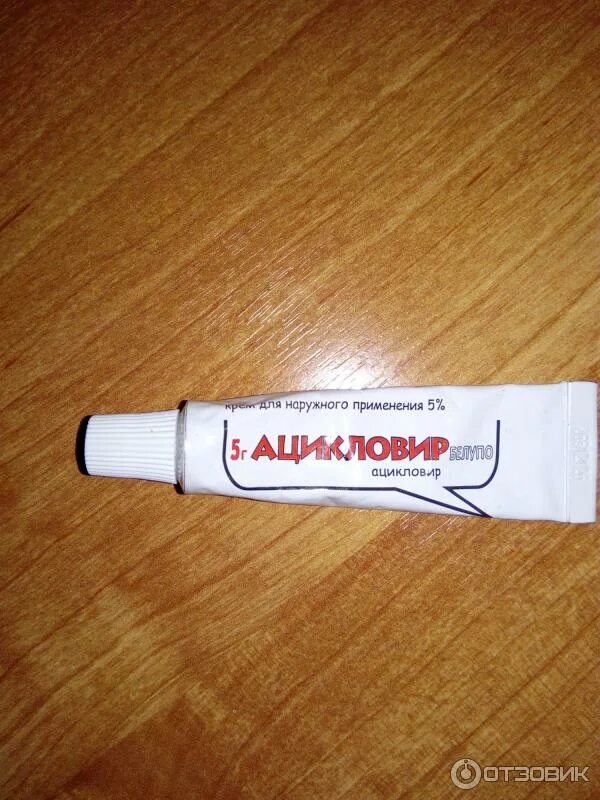 крем для наружного применения 5%
5г АЦИКЛОВИР БЕЛУПО
ацикловир
ОТЗОВИК